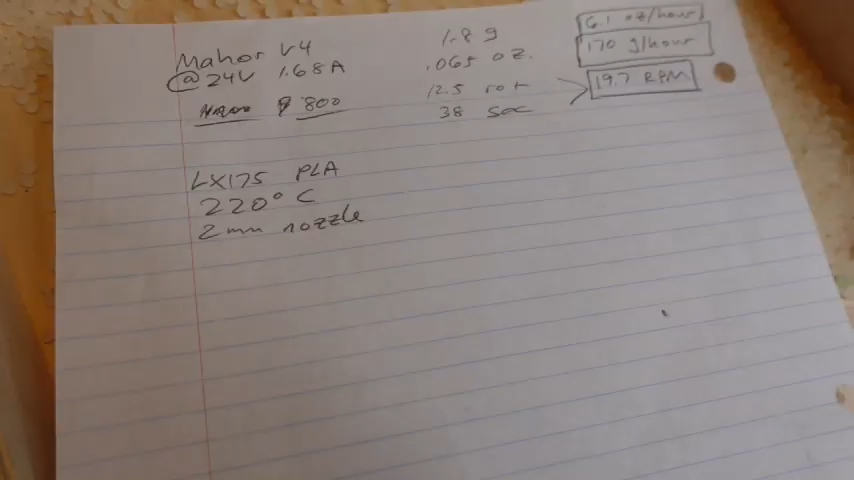 Mahor V4
@ 24V 1.68A
800
LX175 PLA
220° C
2mm nozzle
1.8 g
.065 oz.
12.5 rot
38 sec
6.1 oz/hour
170 g/hour
19.7 RPM